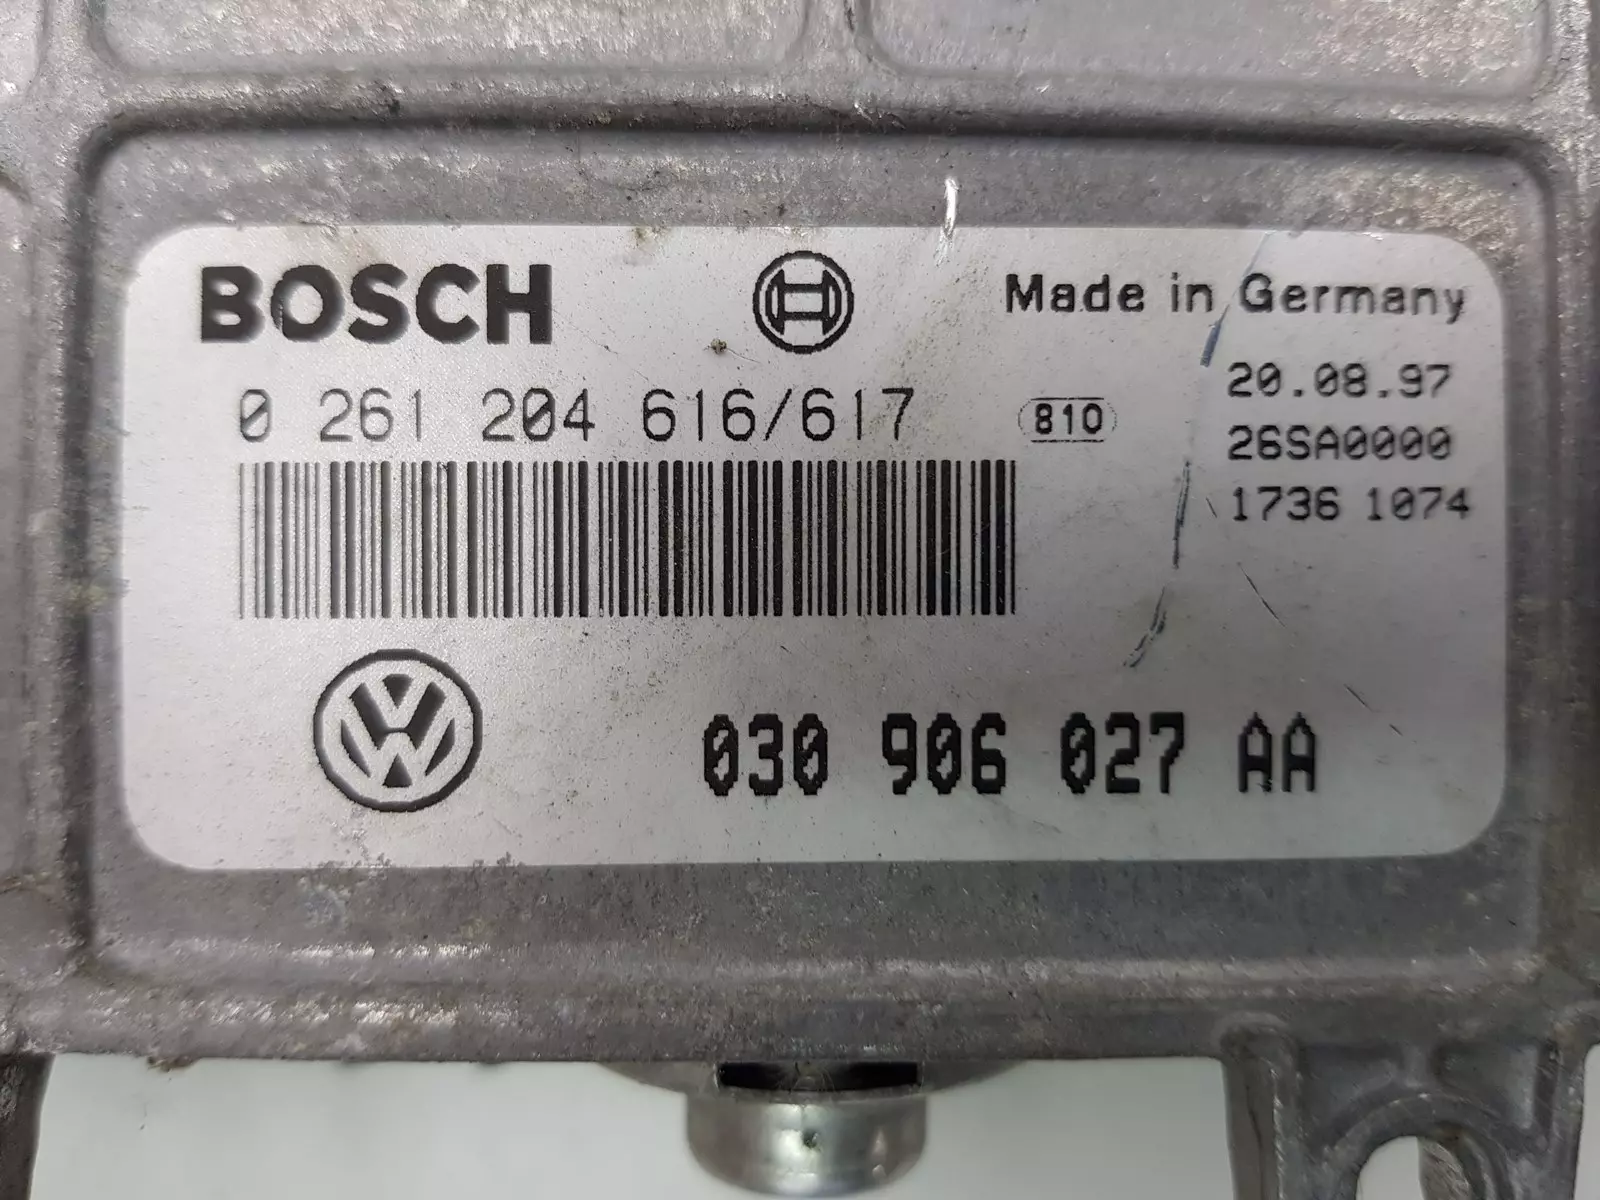 BOSCH
Made in Germany
0 261 204 616/617
810
20.08.97
26SA0000
1736 1074
VW
030 906 027 AA